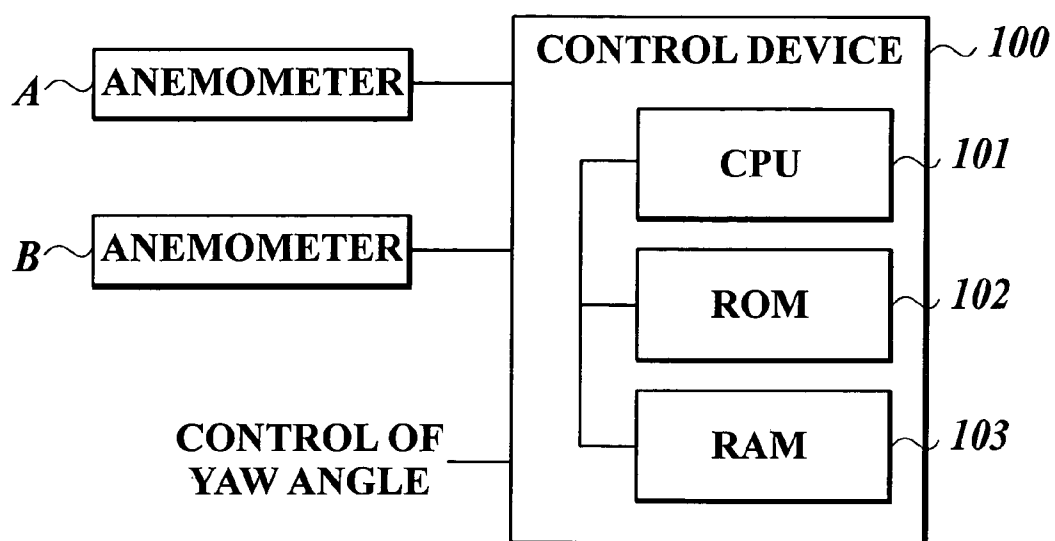 CONTROL DEVICE
100
A
ANEMOMETER
CPU
101
B
ANEMOMETER
ROM
102
CONTROL OF
YAW ANGLE
RAM
103